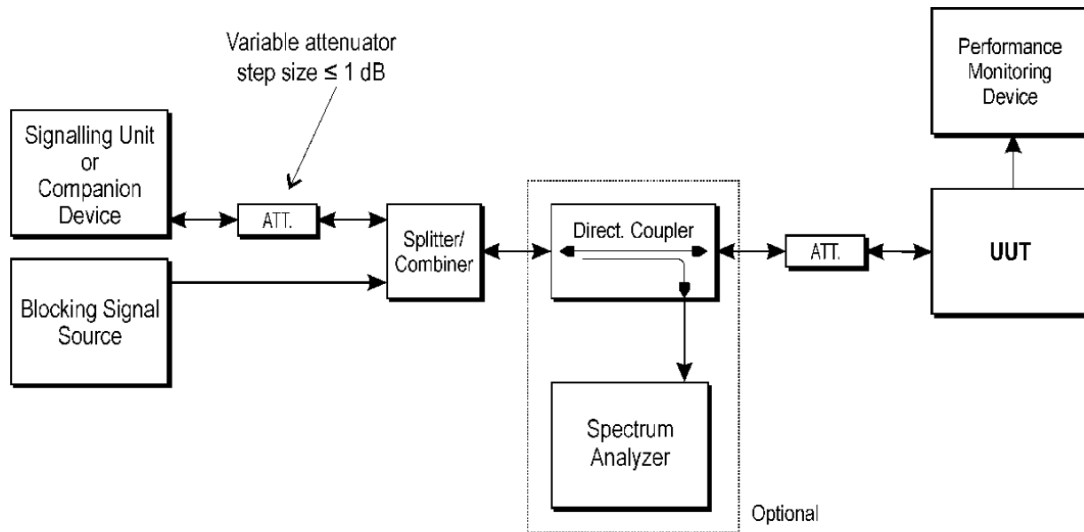 Variable attenuator
step size ≤ 1 dB
Performance
Monitoring
Device
Signalling Unit
or
Companion
Device
ATT.
Splitter/
Combiner
Direct. Coupler
ATT.
UUT
Blocking Signal
Source
Spectrum
Analyzer
Optional